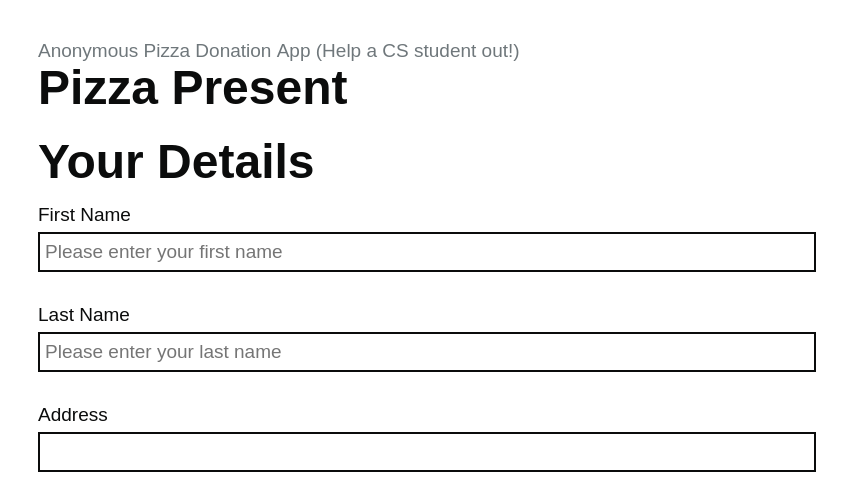 Anonymous Pizza Donation App (Help a CS student out!)
Pizza Present
Your Details
First Name
Please enter your first name
Last Name
Please enter your last name
Address